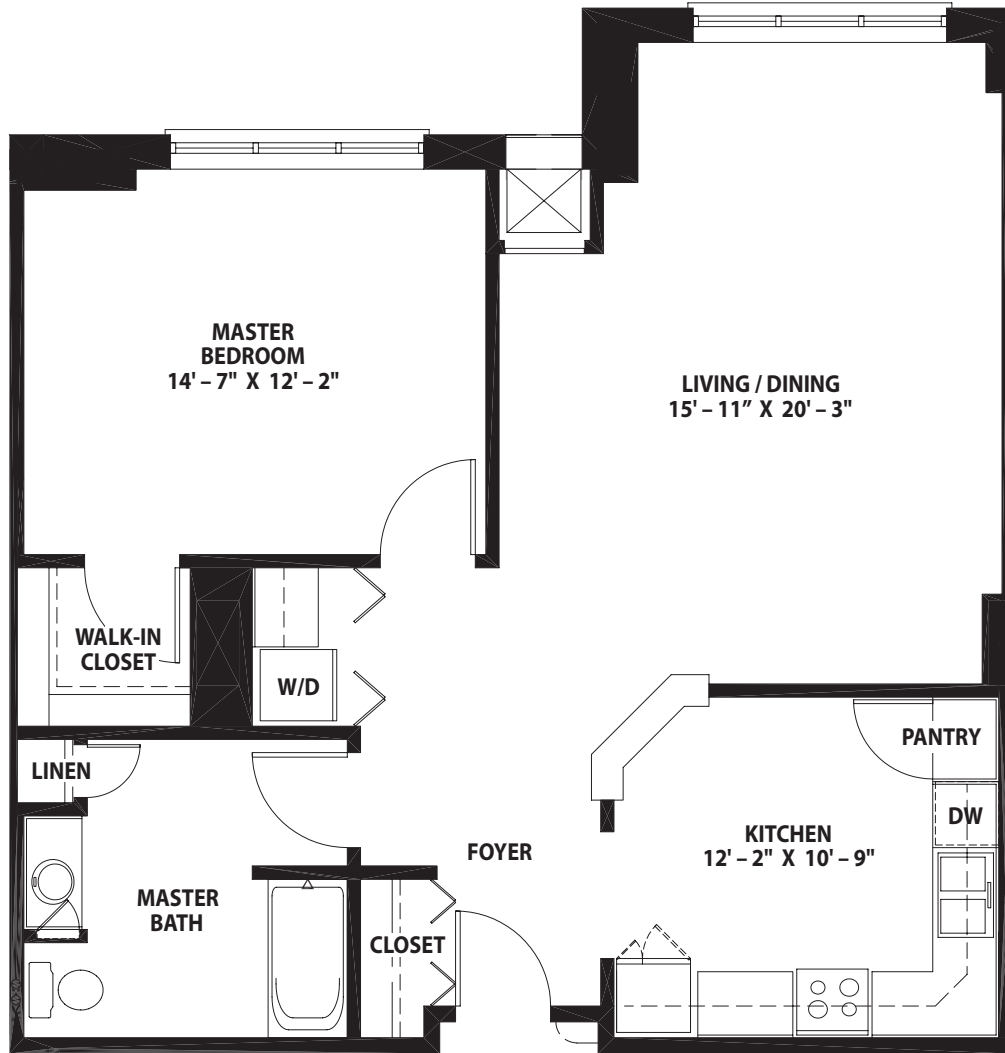 MASTER
BEDROOM
14' – 7" X 12' – 2"
LIVING / DINING
15' – 11″ X 20' – 3"
WALK-IN
CLOSET
W/D
LINEN
PANTRY
DW
KITCHEN
12' – 2" X 10' – 9"
FOYER
MASTER
BATH
CLOSET